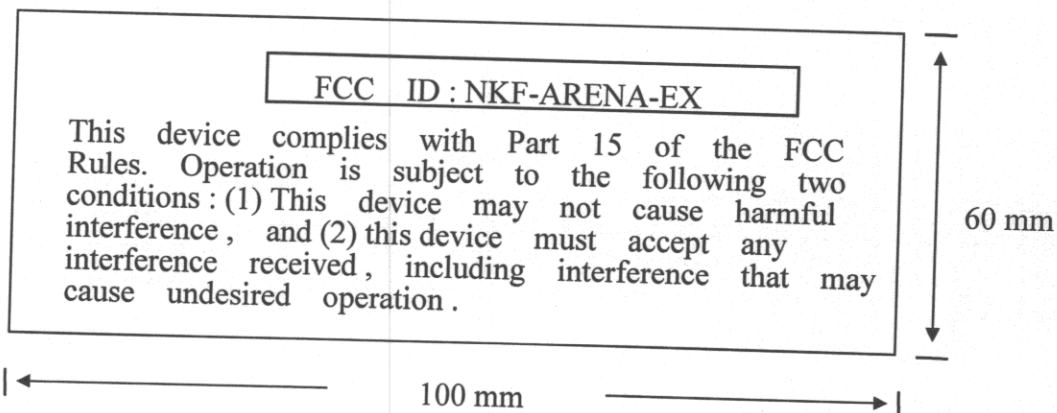 FCC ID : NKF-ARENA-EX
This device complies with Part 15 of the FCC
Rules. Operation is subject to the following two
conditions : (1) This device may not cause harmful
interference , and (2) this device must accept any
interference received , including interference that may
cause undesired operation .
60 mm
100 mm